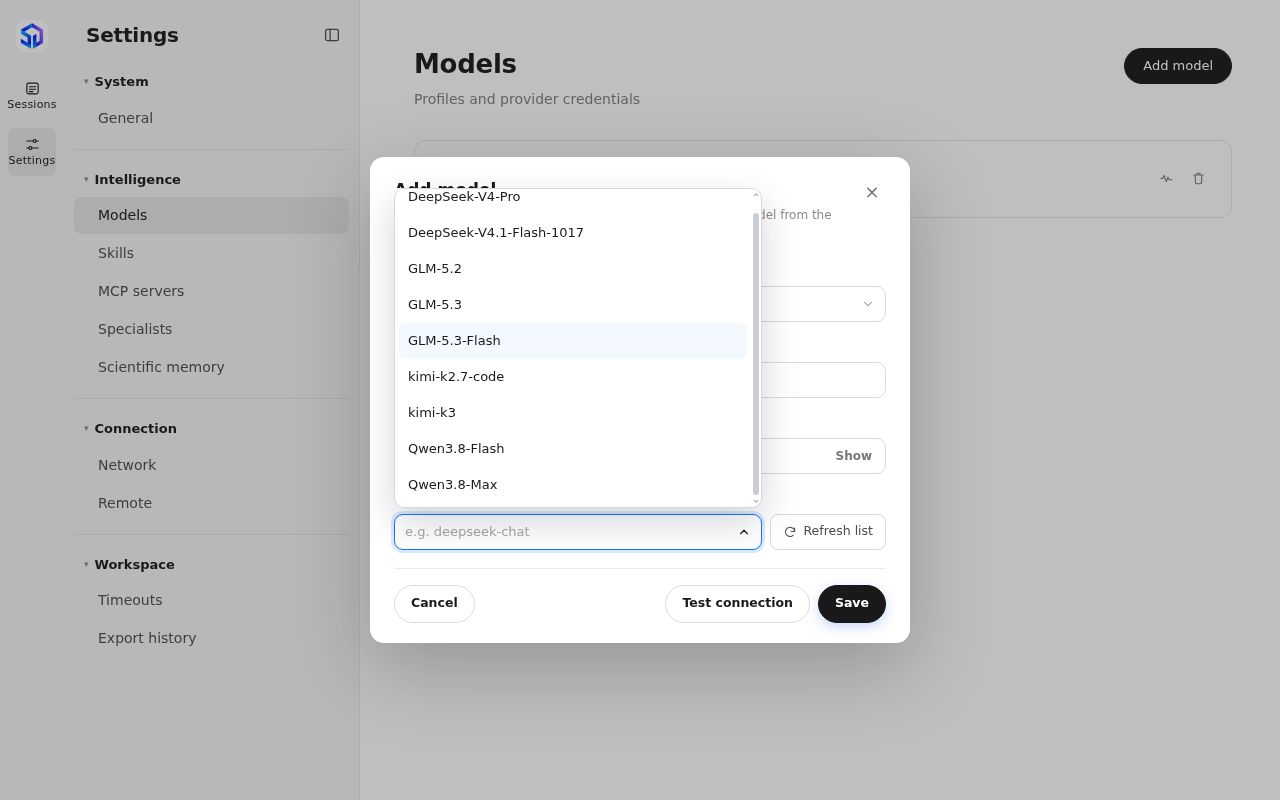 Settings
System
General
Intelligence
Models
Skills
MCP servers
Specialists
Scientific memory
Connection
Network
Remote
Workspace
Timeouts
Export history
Sessions
Settings
Models
Profiles and provider credentials
Add model
Add model
del from the
DeepSeek-V4-Pro
DeepSeek-V4.1-Flash-1017
GLM-5.2
GLM-5.3
GLM-5.3-Flash
kimi-k2.7-code
kimi-k3
Qwen3.8-Flash
Qwen3.8-Max
Show
e.g. deepseek-chat
Refresh list
Cancel
Test connection
Save